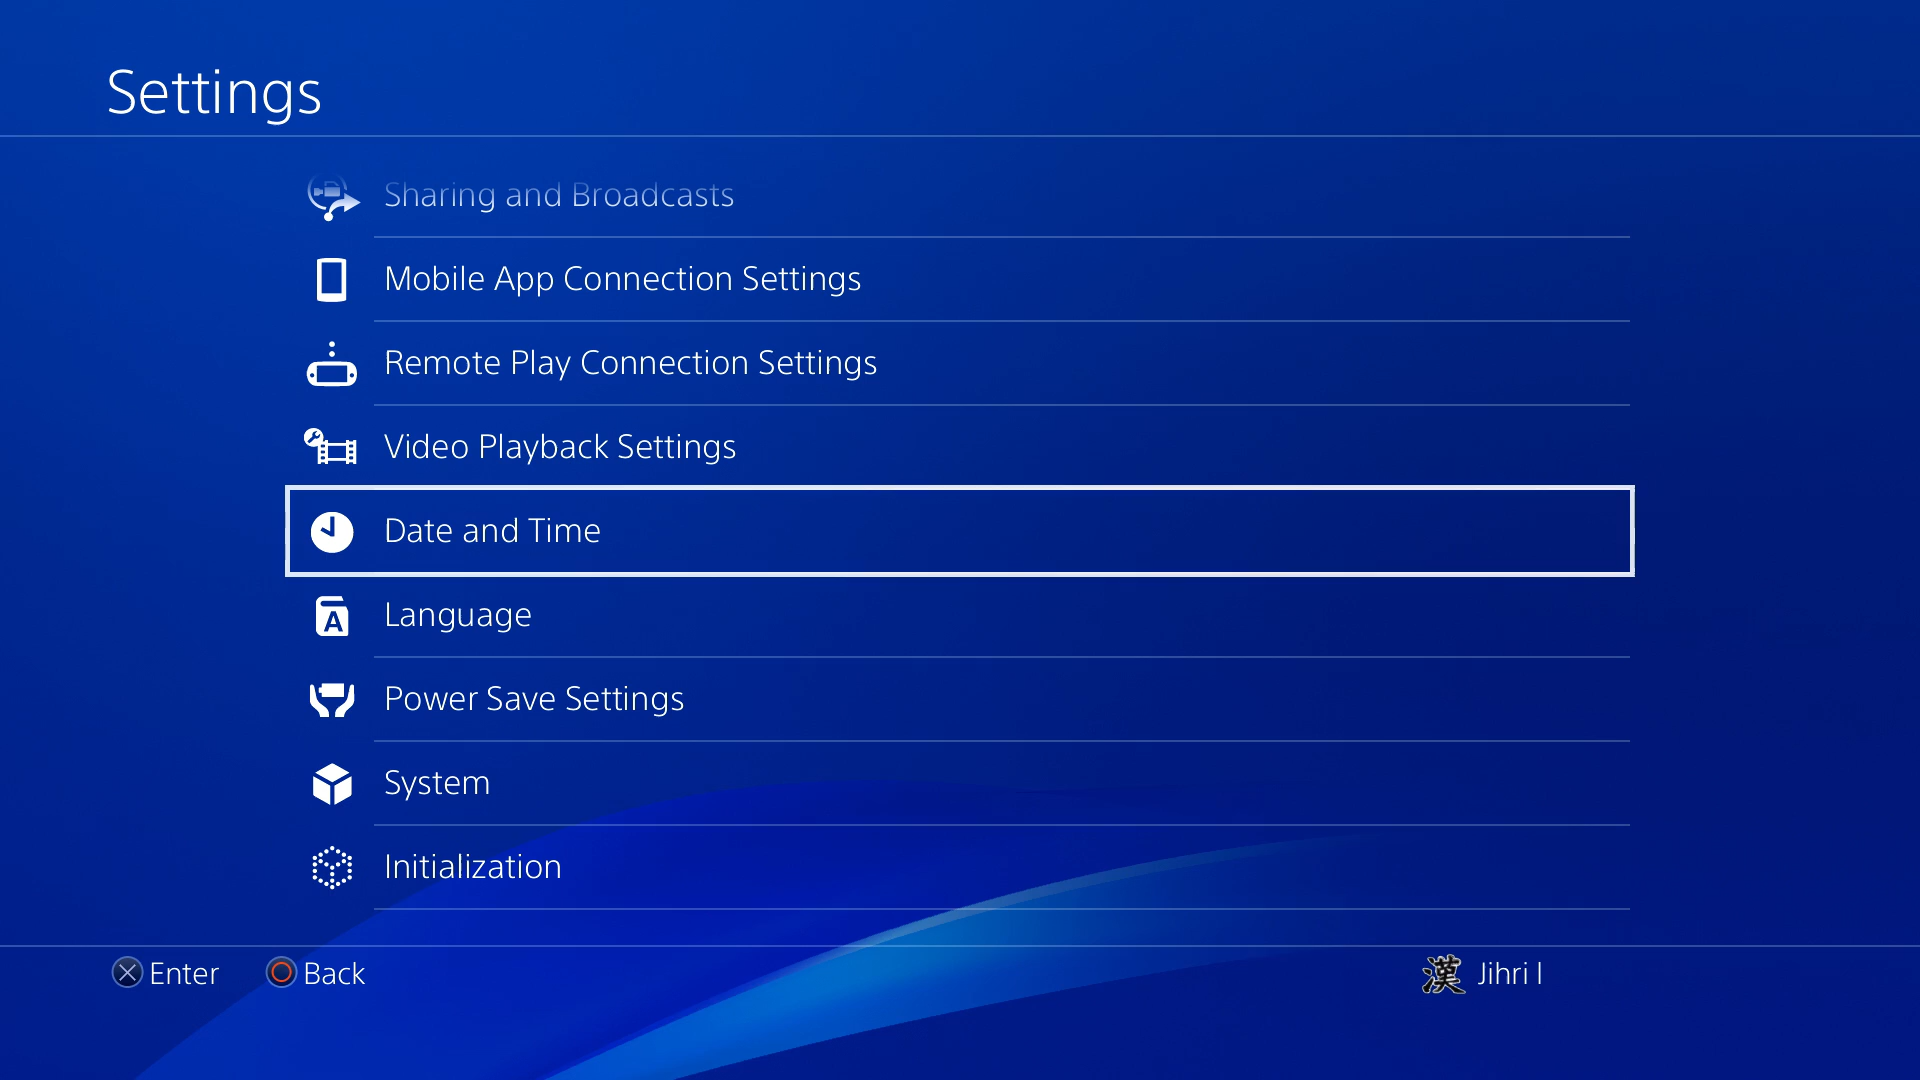 Settings
Sharing and Broadcasts
Mobile App Connection Settings
Remote Play Connection Settings
Video Playback Settings
Date and Time
A Language
Power Save Settings
System
Initialization
Enter Back 漢 Jihri l